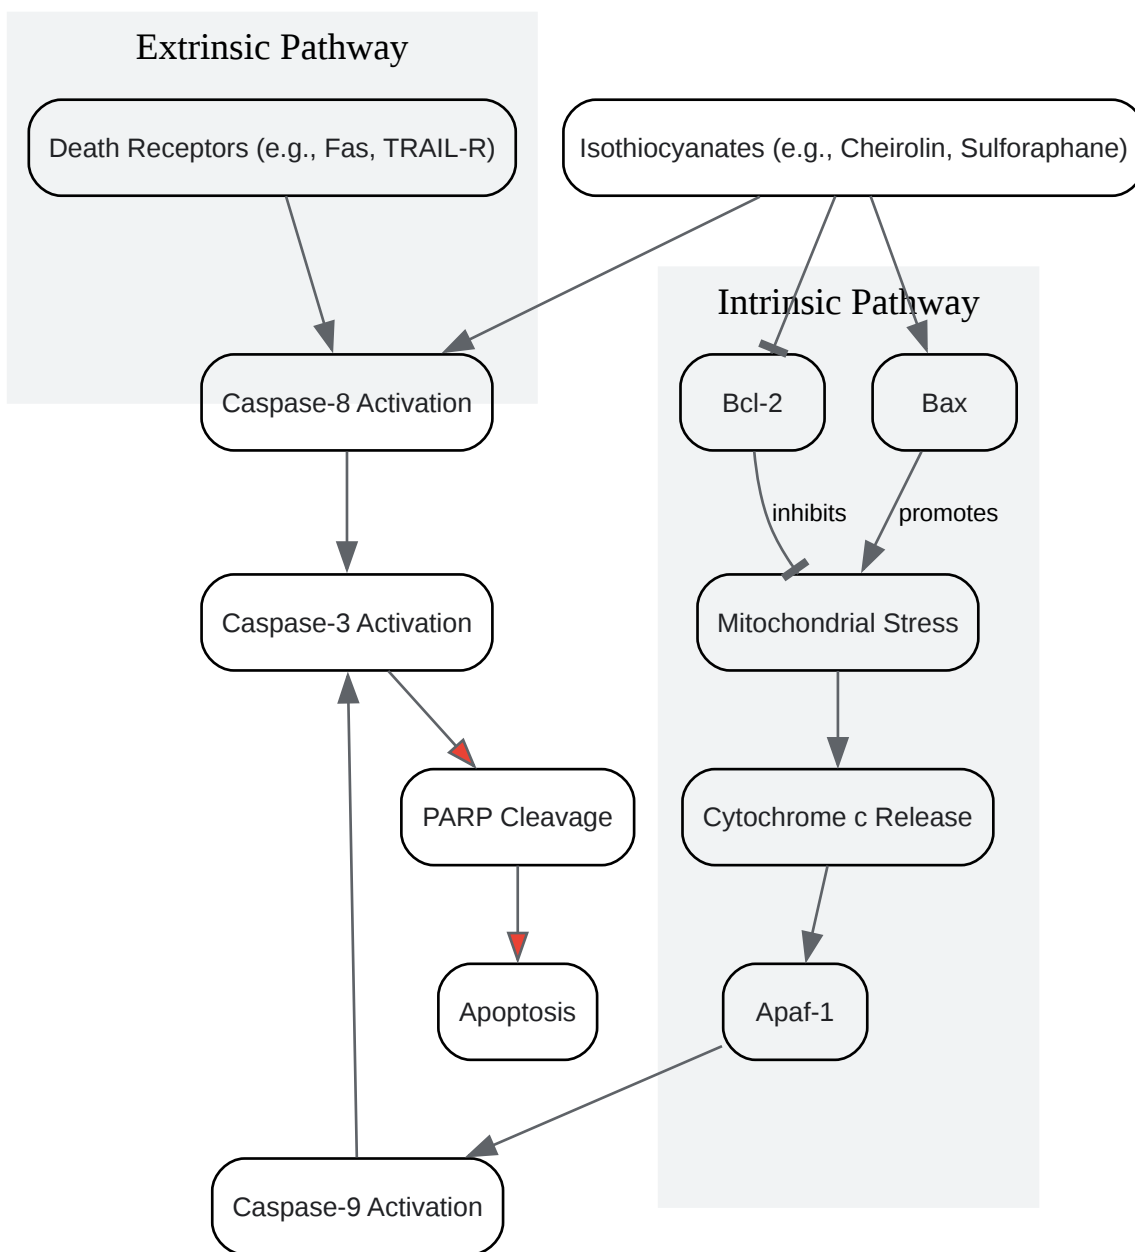 Extrinsic Pathway
Death Receptors (e.g., Fas, TRAIL-R)
Isothiocyanates (e.g., Cheirolin, Sulforaphane)
Intrinsic Pathway
Caspase-8 Activation
Bcl-2
Bax
inhibits
promotes
Caspase-3 Activation
Mitochondrial Stress
PARP Cleavage
Cytochrome c Release
Apoptosis
Apaf-1
Caspase-9 Activation